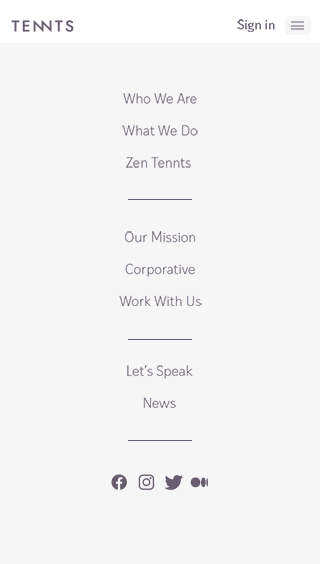 TENNTS
Sign in
Who We Are
What We Do
Zen Tennts
Our Mission
Corporative
Work With Us
Let's Speak
News